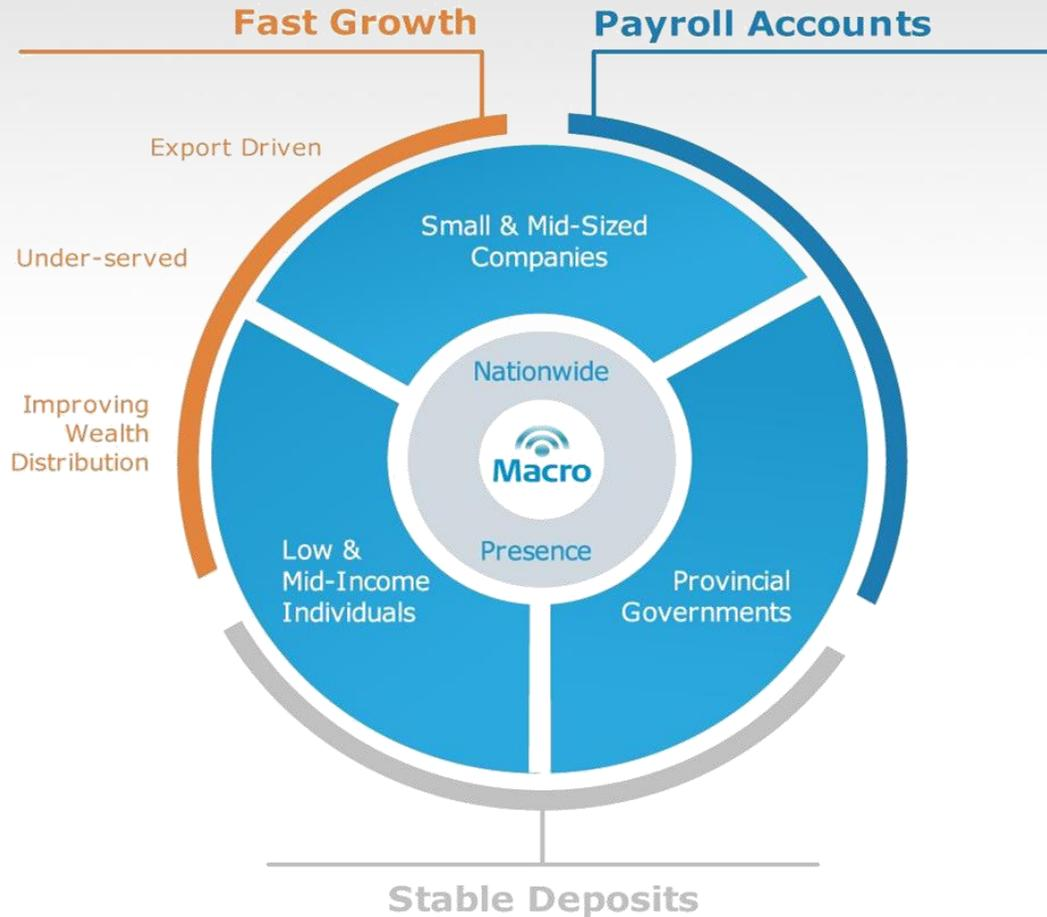 Fast Growth
Payroll Accounts
Export Driven
Under-served
Improving
Wealth
Distribution
Small & Mid-Sized
Companies
Nationwide
Macro
Presence
Low &
Mid-Income
Individuals
Provincial
Governments
Stable Deposits